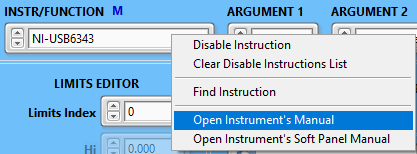 INSTR/FUNCTION M ARGUMENT 1 ARGUMENT 2
NI-USB6343
Disable Instruction
Clear Disable Instructions List
Find Instruction
Open Instrument's Manual
Open Instrument's Soft Panel Manual
LIMITS EDITOR
Limits Index 0
Hi 0.000